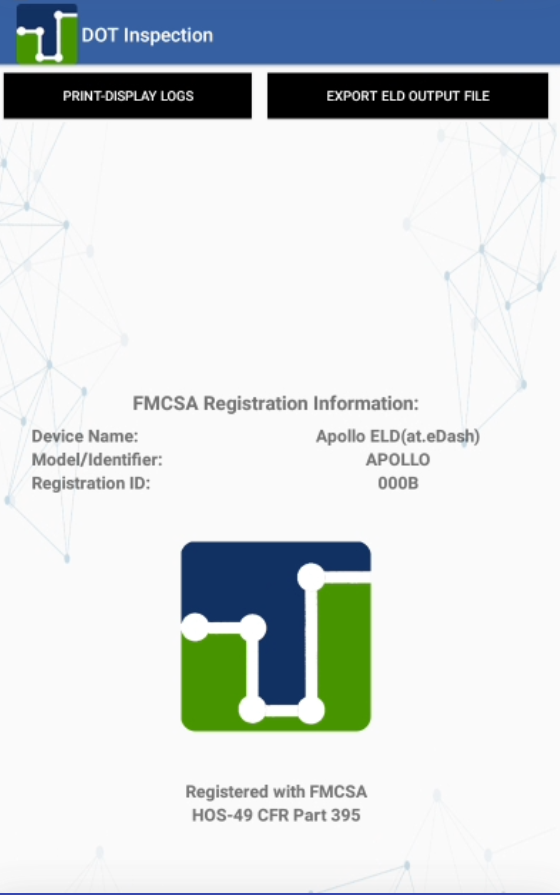 DOT Inspection
PRINT-DISPLAY LOGS
EXPORT ELD OUTPUT FILE
FMCSA Registration Information:
Device Name: Apollo ELD(at.eDash)
Model/Identifier: APOLLO
Registration ID: 000B
Registered with FMCSA
HOS-49 CFR Part 395